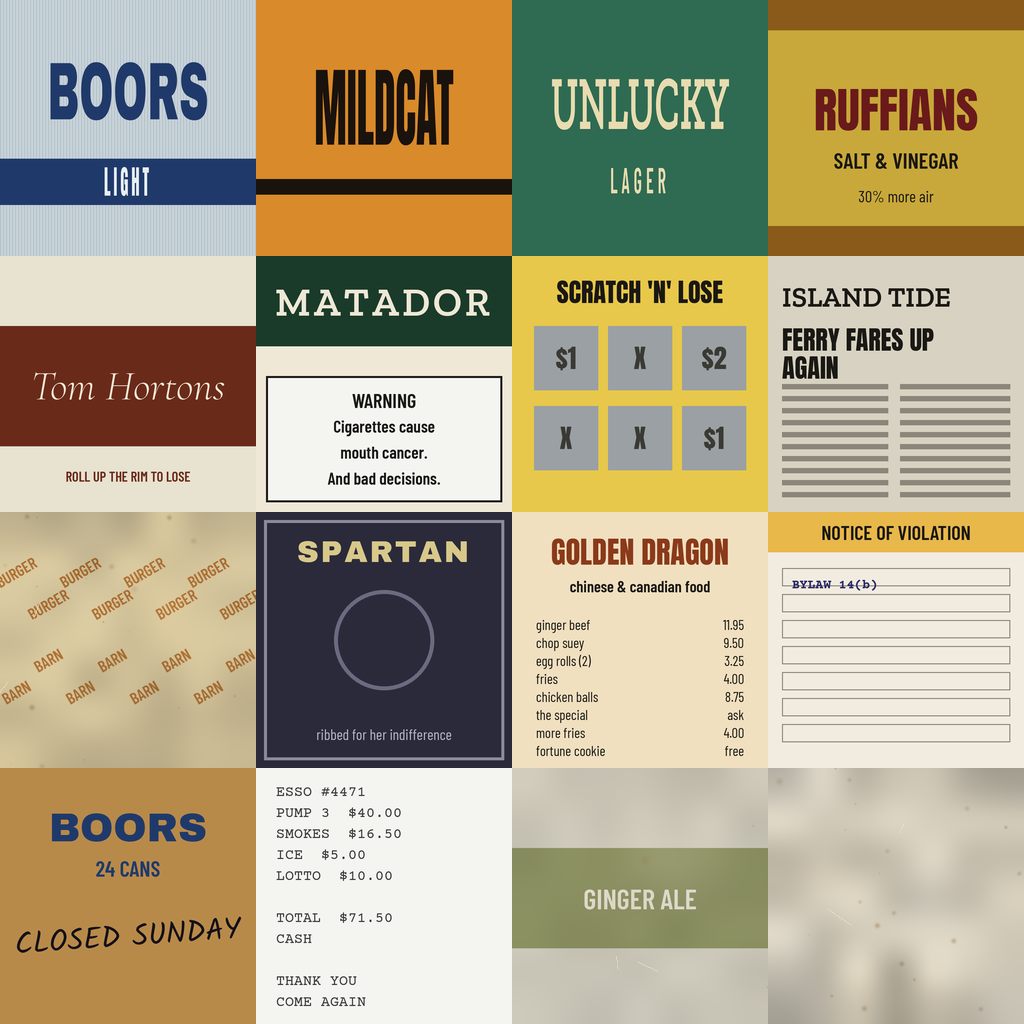 BOORS
LIGHT
MILDCAT
UNLUCKY
LAGER
RUFFIANS
SALT & VINEGAR
30% more air
Tom Hortons
ROLL UP THE RIM TO LOSE
MATADOR
WARNING
Cigarettes cause
mouth cancer.
And bad decisions.
SCRATCH 'N' LOSE
$1 X $2
X X $1
ISLAND TIDE
FERRY FARES UP
AGAIN
BURGER BURGER BURGER BURGER
BURGER BURGER BURGER BURGER
BARN BARN BARN BARN
BARN BARN BARN BARN
SPARTAN
ribbed for her indifference
GOLDEN DRAGON
chinese & canadian food
ginger beef 11.95
chop suey 9.50
egg rolls (2) 3.25
fries 4.00
chicken balls 8.75
the special ask
more fries 4.00
fortune cookie free
NOTICE OF VIOLATION
BYLAW 14(b)
BOORS
24 CANS
CLOSED SUNDAY
ESSO #4471
PUMP 3 $40.00
SMOKES $16.50
ICE $5.00
LOTTO $10.00
TOTAL $71.50
CASH
THANK YOU
COME AGAIN
GINGER ALE